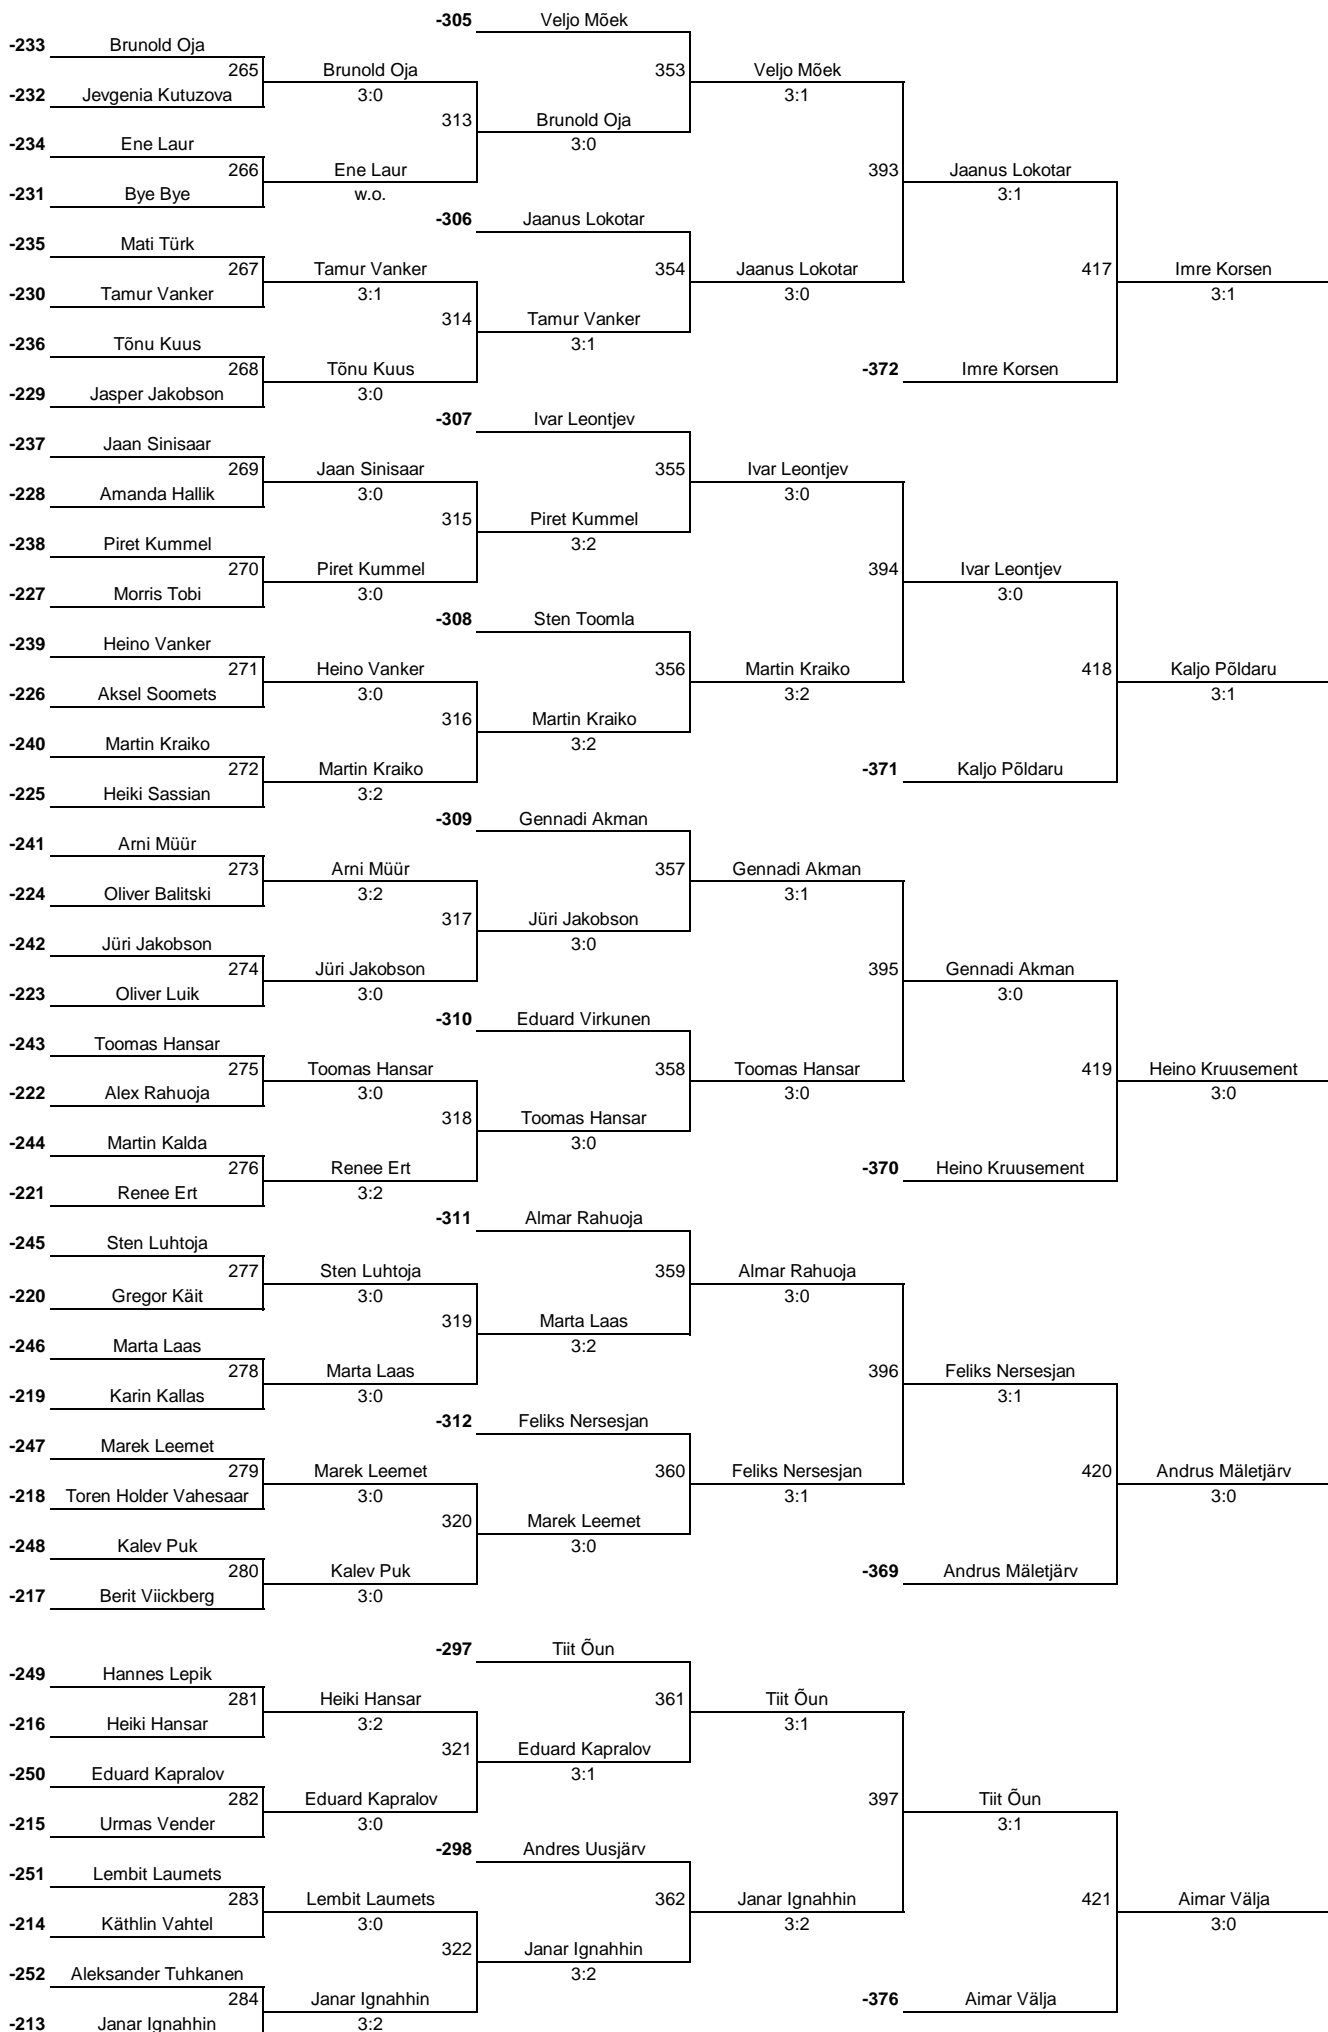 -305 Veljo Mõek
-233 Brunold Oja
265 Brunold Oja 353 Veljo Mõek
-232 Jevgenia Kutuzova 3:0 3:1
313 Brunold Oja
-234 Ene Laur 3:0
266 Ene Laur 393 Jaanus Lokotar
-231 Bye Bye w.o. 3:1
-306 Jaanus Lokotar
-235 Mati Türk
267 Tamur Vanker 354 Jaanus Lokotar 417 Imre Korsen
-230 Tamur Vanker 3:1 3:0 3:1
314 Tamur Vanker
-236 Tõnu Kuus 3:1
268 Tõnu Kuus -372 Imre Korsen
-229 Jasper Jakobson 3:0
-307 Ivar Leontjev
-237 Jaan Sinisaar
269 Jaan Sinisaar 355 Ivar Leontjev
-228 Amanda Hallik 3:0 3:0
315 Piret Kummel
-238 Piret Kummel 3:2
270 Piret Kummel 394 Ivar Leontjev
-227 Morris Tobi 3:0 3:0
-308 Sten Toomla
-239 Heino Vanker
271 Heino Vanker 356 Martin Kraiko 418 Kaljo Põldaru
-226 Aksel Soomets 3:0 3:2 3:1
316 Martin Kraiko
-240 Martin Kraiko 3:2
272 Martin Kraiko -371 Kaljo Põldaru
-225 Heiki Sassian 3:2
-309 Gennadi Akman
-241 Arni Müür
273 Arni Müür 357 Gennadi Akman
-224 Oliver Balitski 3:2 3:1
317 Jüri Jakobson
-242 Jüri Jakobson 3:0
274 Jüri Jakobson 395 Gennadi Akman
-223 Oliver Luik 3:0 3:0
-310 Eduard Virkunen
-243 Toomas Hansar
275 Toomas Hansar 358 Toomas Hansar 419 Heino Kruusement
-222 Alex Rahuoja 3:0 3:0 3:0
318 Toomas Hansar
-244 Martin Kalda 3:0
276 Renee Ert -370 Heino Kruusement
-221 Renee Ert 3:2
-311 Almar Rahuoja
-245 Sten Luhtoja
277 Sten Luhtoja 359 Almar Rahuoja
-220 Gregor Käit 3:0 3:0
319 Marta Laas
-246 Marta Laas 3:2
278 Marta Laas 396 Feliks Nersesjan
-219 Karin Kallas 3:0 3:1
-312 Feliks Nersesjan
-247 Marek Leemet
279 Marek Leemet 360 Feliks Nersesjan 420 Andrus Mäletjärv
-218 Toren Holder Vahesaar 3:0 3:1 3:0
320 Marek Leemet
-248 Kalev Puk 3:0
280 Kalev Puk -369 Andrus Mäletjärv
-217 Berit Viickberg 3:0
-297 Tiit Õun
-249 Hannes Lepik
281 Heiki Hansar 361 Tiit Õun
-216 Heiki Hansar 3:2 3:1
321 Eduard Kapralov
-250 Eduard Kapralov 3:1
282 Eduard Kapralov 397 Tiit Õun
-215 Urmas Vender 3:0 3:1
-298 Andres Uusjärv
-251 Lembit Laumets
283 Lembit Laumets 362 Janar Ignahhin 421 Aimar Välja
-214 Käthlin Vahtel 3:0 3:2 3:0
322 Janar Ignahhin
-252 Aleksander Tuhkanen 3:2
284 Janar Ignahhin -376 Aimar Välja
-213 Janar Ignahhin 3:2